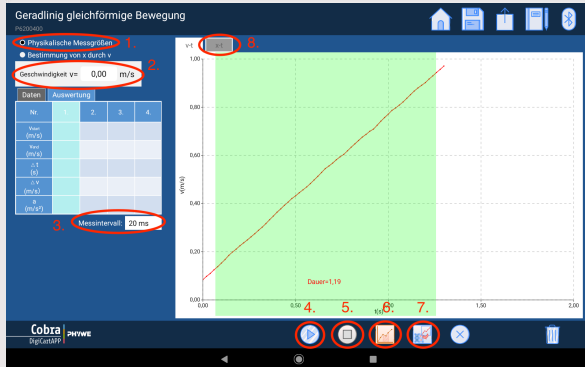 Geradlinig gleichförmige Bewegung
P6200400
Physikalische Messgrößen 1.
Bestimmung von x durch v
2.
Geschwindigkeit v= 0,00 m/s
Daten Auswertung
Nr. 1. 2. 3. 4.
(m/s)
(m/s)
△t
(s)
△v
(m/s)
a
(m/s²)
3. Messintervall: 20 ms
v-t x-t 8.
1,00
0,80
0,60
0,40
0,20
0,00
v(m/s)
Dauer=1,19
0,00 0,50 1,00 1,50 2,00
t(s)
4. 5. 6. 7.
Cobra PHYWE
DigiCartAPP